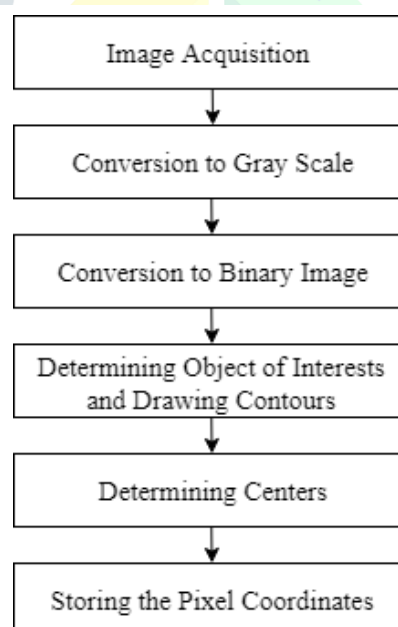 Image Acquisition
Conversion to Gray Scale
Conversion to Binary Image
Determining Object of Interests
and Drawing Contours
Determining Centers
Storing the Pixel Coordinates